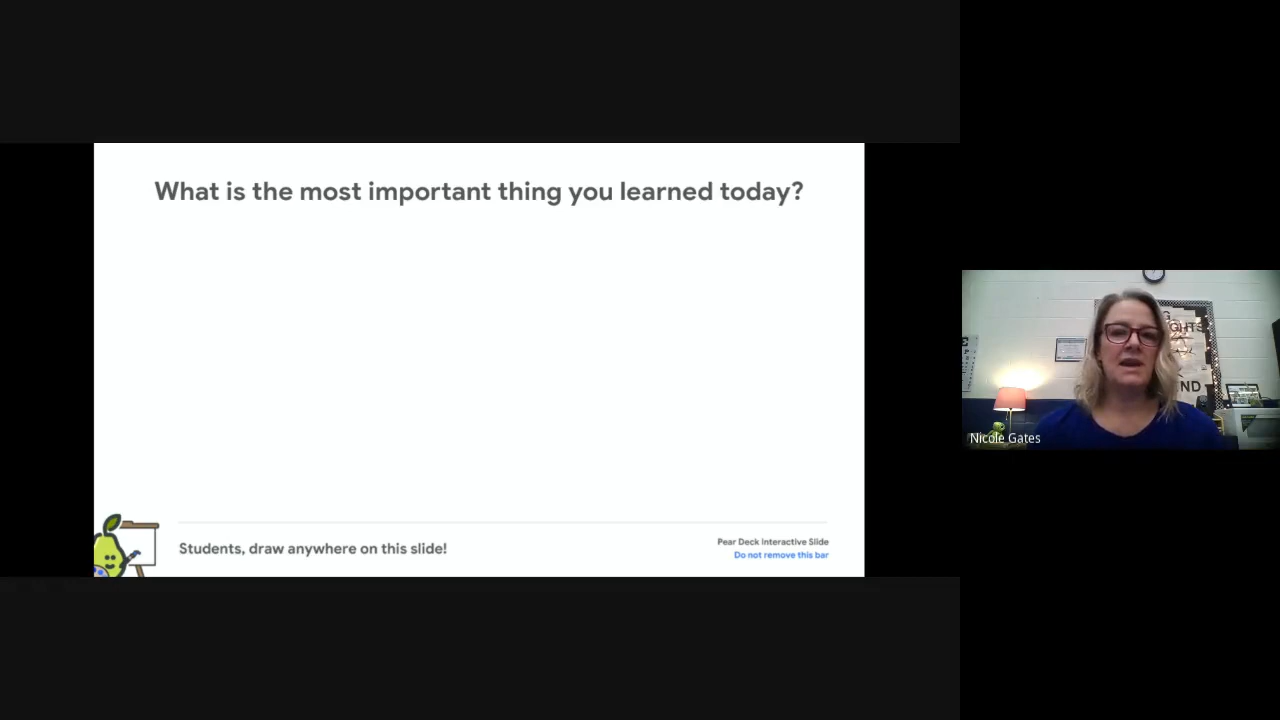 What is the most important thing you learned today?
Students, draw anywhere on this slide!
Pear Deck Interactive Slide
Do not remove this bar
Nicole Gates